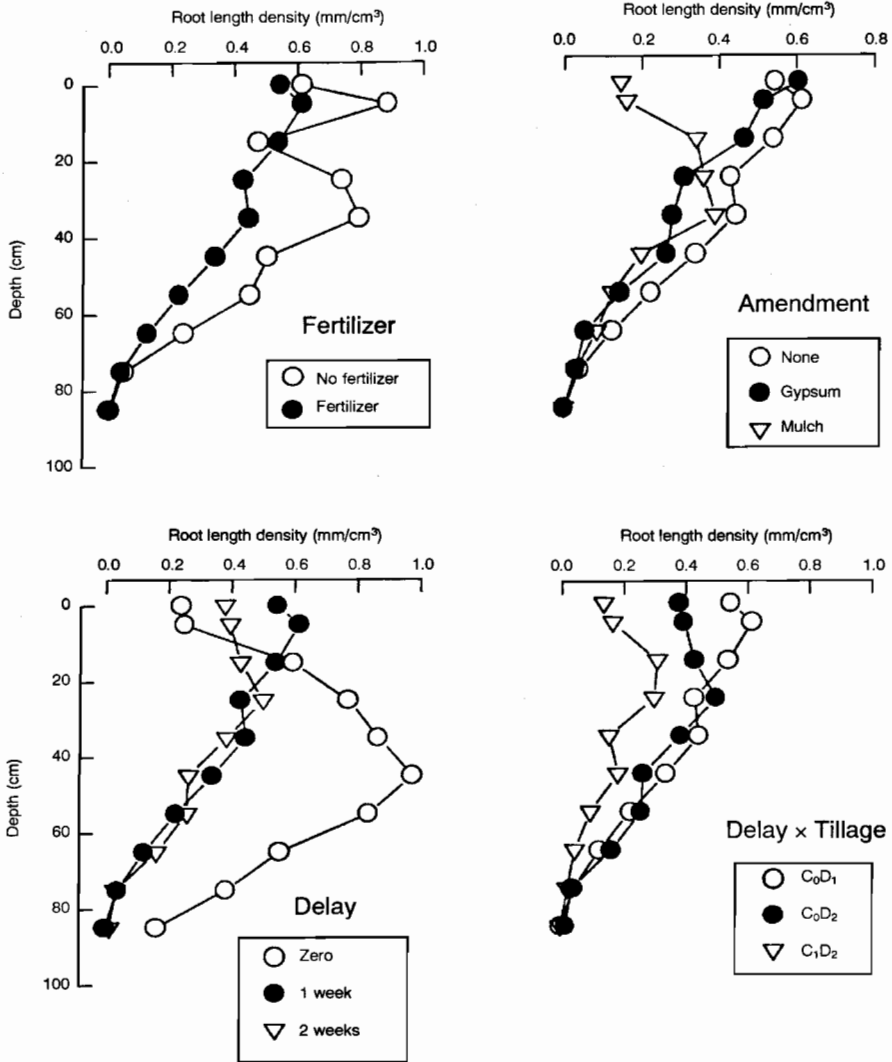 Root length density (mm/cm³)
0.0 0.2 0.4 0.6 0.8 1.0
0
20
40
60
80
100
Depth (cm)
Fertilizer
No fertilizer
Fertilizer
Root length density (mm/cm³)
0.0 0.2 0.4 0.6 0.8
Amendment
None
Gypsum
Mulch
Root length density (mm/cm³)
0.0 0.2 0.4 0.6 0.8 1.0
0
20
40
60
80
100
Depth (cm)
Delay
Zero
1 week
2 weeks
Root length density (mm/cm³)
0.0 0.2 0.4 0.6 0.8 1.0
Delay × Tillage
C₀D₁
C₀D₂
C₁D₂